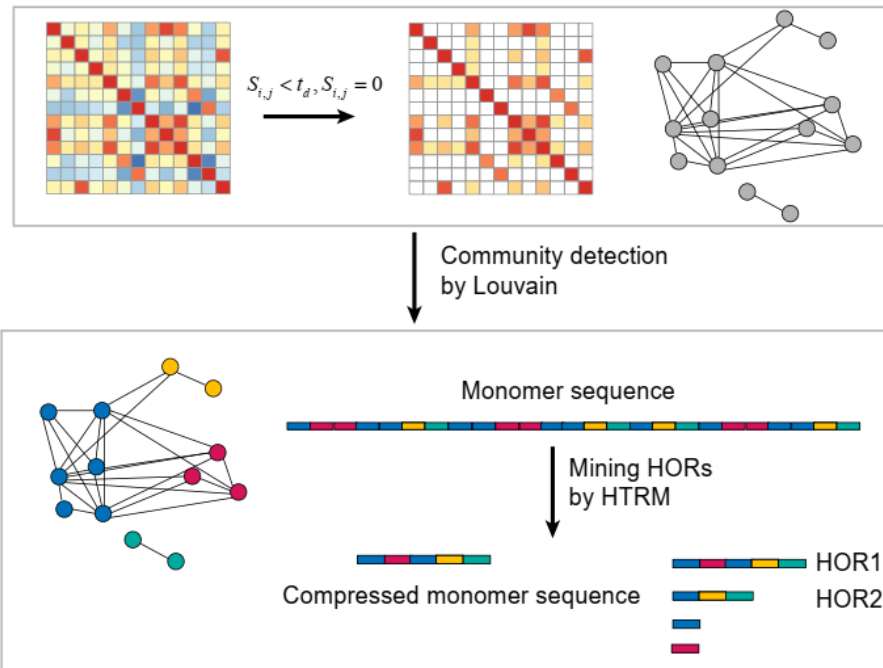 S_{i,j} < t_d, S_{i,j} = 0
Community detection
by Louvain
Monomer sequence
Mining HORs
by HTRM
HOR1
Compressed monomer sequence
HOR2